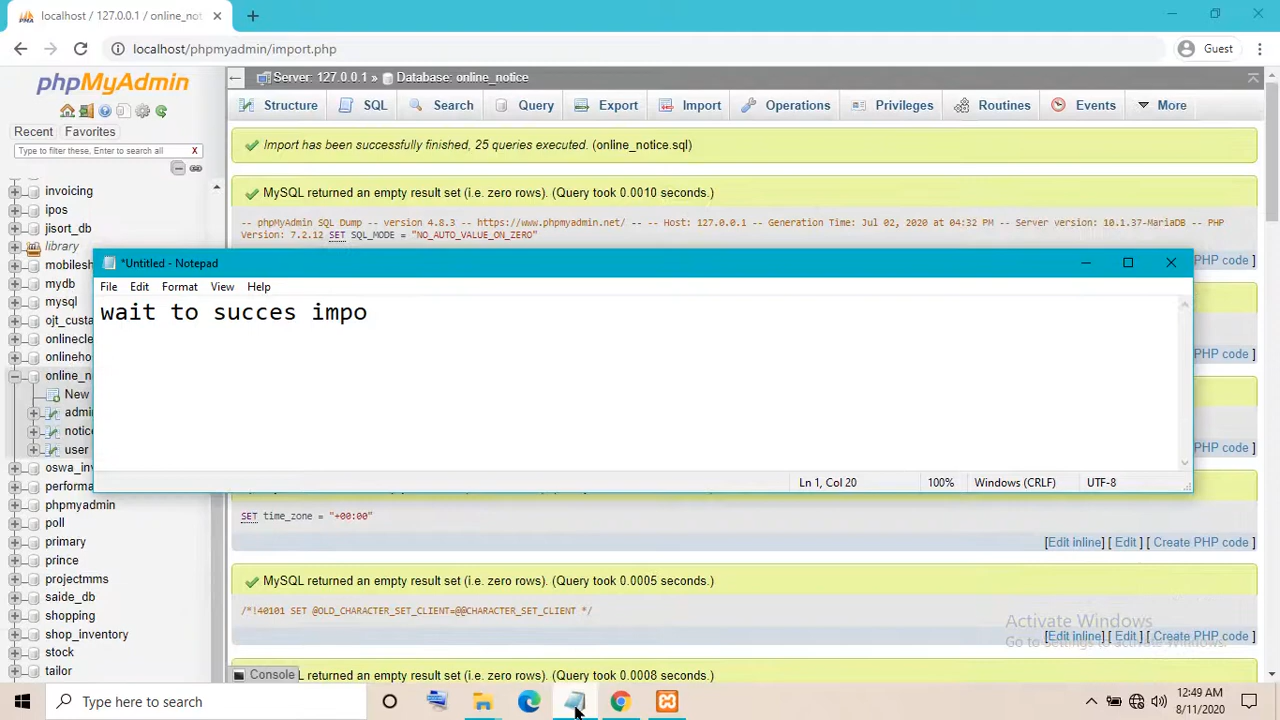 localhost / 127.0.0.1 / online_not
localhost/phpmyadmin/import.php
Guest
phpMyAdmin
Recent
Favorites
Type to filter these, Enter to search all
X
invoicing
ipos
jisort_db
library
mobilesh
mydb
mysql
ojt_custa
onlinecle
onlineho
online_n
New
admi
notice
user
oswa_inv
performa
phpmyadmin
poll
primary
prince
projectmms
saide_db
shopping
shop_inventory
stock
tailor
Server: 127.0.0.1 » Database: online_notice
Structure
SQL
Search
Query
Export
Import
Operations
Privileges
Routines
Events
More
Import has been successfully finished, 25 queries executed. (online_notice.sql)
MySQL returned an empty result set (i.e. zero rows). (Query took 0.0010 seconds.)
-- phpMyAdmin SQL Dump -- version 4.8.3 -- https://www.phpmyadmin.net/ -- -- Host: 127.0.0.1 -- Generation Time: Jul 02, 2020 at 04:32 PM -- Server version: 10.1.37-MariaDB -- PHP
Version: 7.2.12 SET SQL_MODE = "NO_AUTO_VALUE_ON_ZERO"
PHP code ]
*Untitled - Notepad
File Edit Format View Help
wait to succes impo
Ln 1, Col 20
100%
Windows (CRLF)
UTF-8
PHP code ]
PHP code ]
SET time_zone = "+00:00"
[Edit inline] [ Edit ] [ Create PHP code ]
MySQL returned an empty result set (i.e. zero rows). (Query took 0.0005 seconds.)
/*!40101 SET @OLD_CHARACTER_SET_CLIENT=@@CHARACTER_SET_CLIENT */
Activate Windows
Go to Settings to activate Windows.
[Edit inline] [ Edit ] [ Create PHP code ]
Console
L returned an empty result set (i.e. zero rows). (Query took 0.0008 seconds.)
Type here to search
12:49 AM
8/11/2020